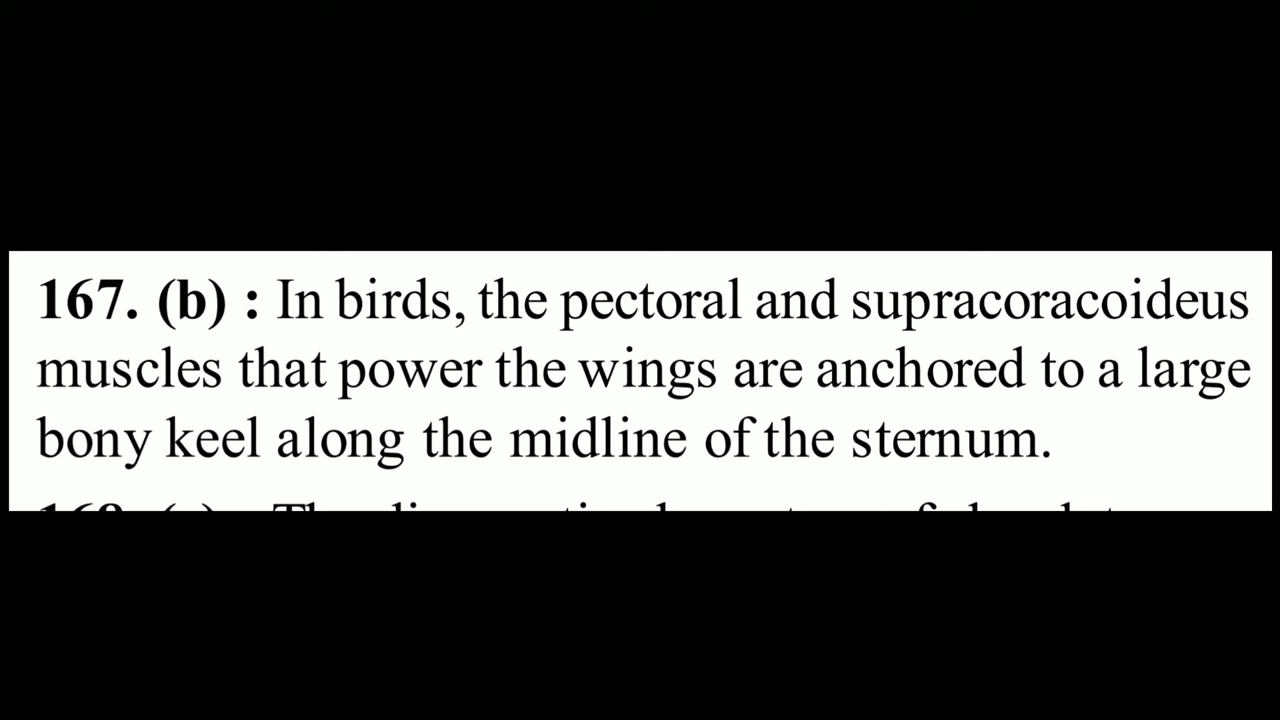 167. (b) : In birds, the pectoral and supracoracoideus
muscles that power the wings are anchored to a large
bony keel along the midline of the sternum.